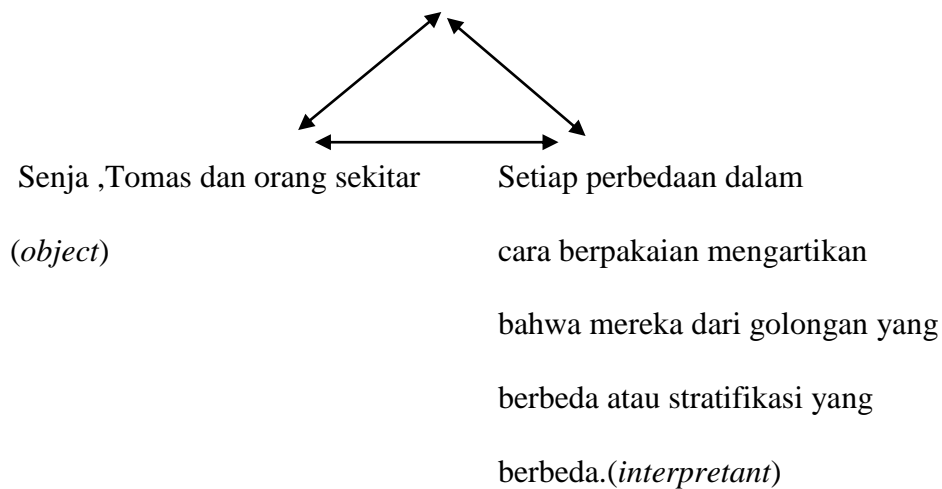 Senja ,Tomas dan orang sekitar
(object)
Setiap perbedaan dalam
cara berpakaian mengartikan
bahwa mereka dari golongan yang
berbeda atau stratifikasi yang
berbeda.(interpretant)